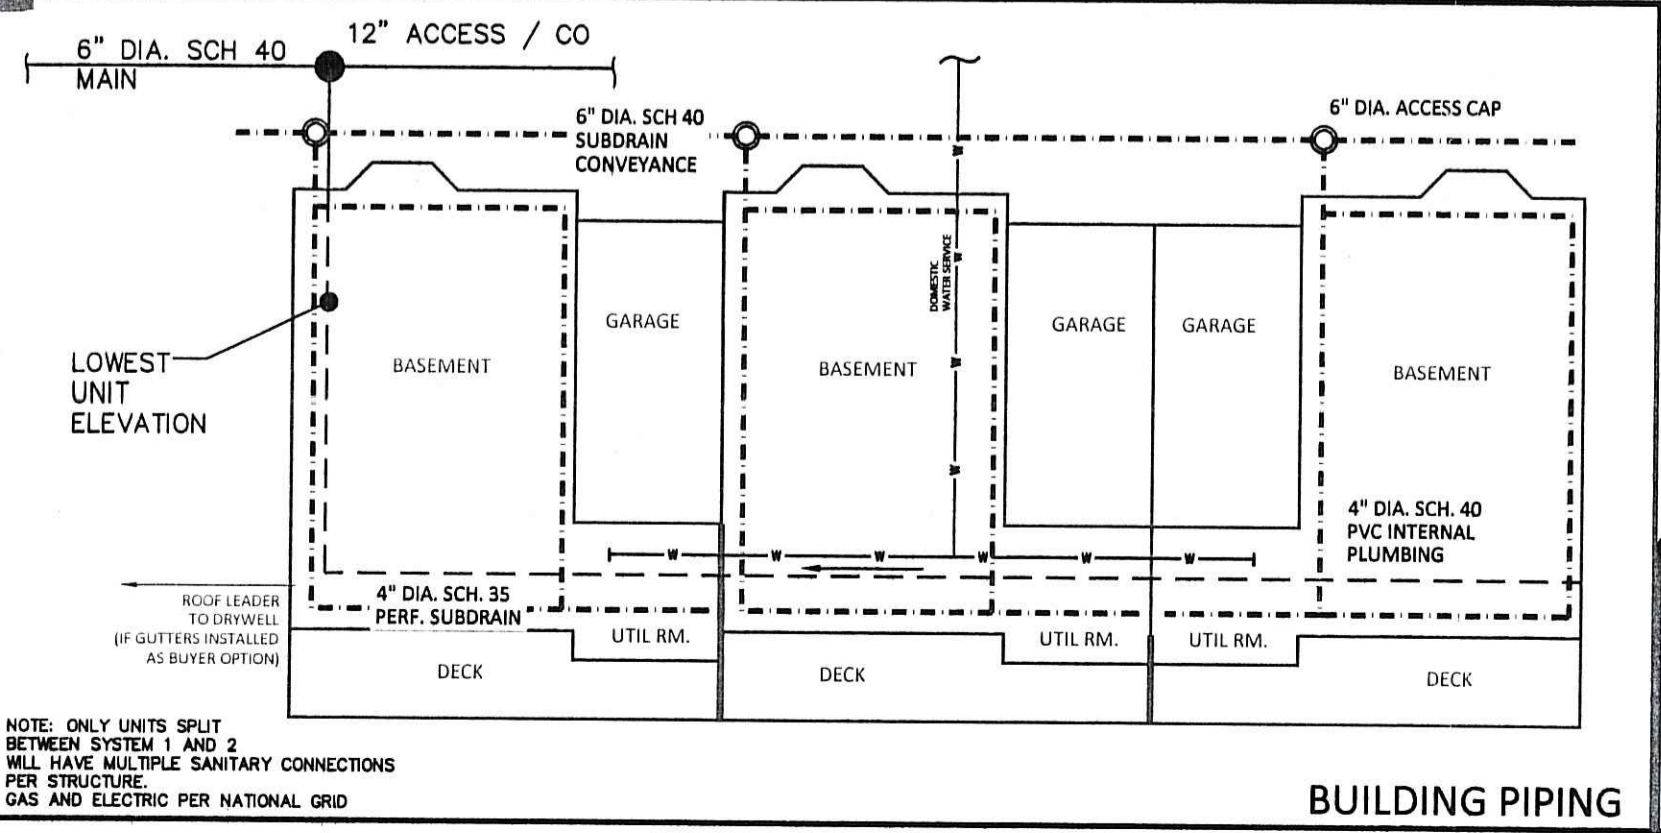 12" ACCESS / CO
6" DIA. SCH 40
MAIN
6" DIA. SCH 40
SUBDRAIN
CONVEYANCE
6" DIA. ACCESS CAP
W
DOMESTIC
WATER SERVICE
W
GARAGE
GARAGE
GARAGE
LOWEST
UNIT
ELEVATION
BASEMENT
BASEMENT
W
BASEMENT
W
4" DIA. SCH. 40
PVC INTERNAL
PLUMBING
W W W W W W
ROOF LEADER
TO DRYWELL
(IF GUTTERS INSTALLED
AS BUYER OPTION)
4" DIA. SCH. 35
PERF. SUBDRAIN
UTIL RM.
UTIL RM.
UTIL RM.
DECK
DECK
DECK
NOTE: ONLY UNITS SPLIT
BETWEEN SYSTEM 1 AND 2
WILL HAVE MULTIPLE SANITARY CONNECTIONS
PER STRUCTURE.
GAS AND ELECTRIC PER NATIONAL GRID
BUILDING PIPING